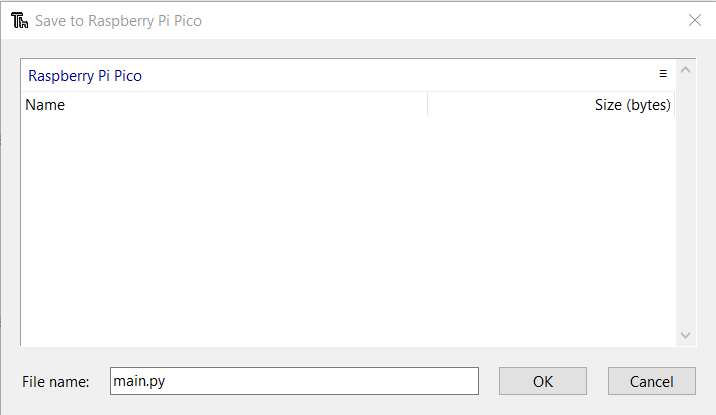 Save to Raspberry Pi Pico
Raspberry Pi Pico
Name Size (bytes)
File name: main.py OK Cancel